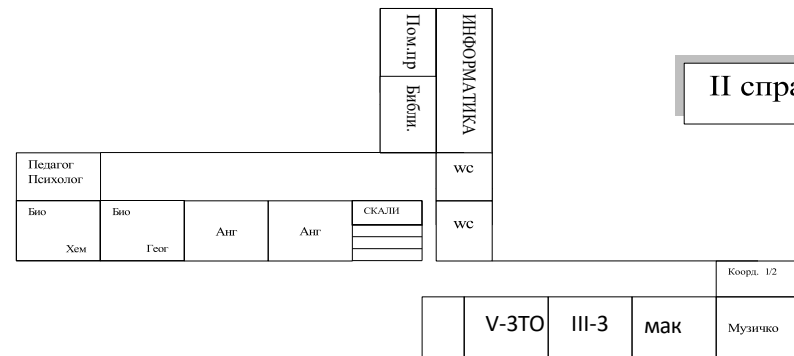 Пом.пр
Библи.
ИНФОРМАТИКА
II спра
Педагог
Психолог
wc
Био
Хем
Био
Геог
Анг
Анг
СКАЛИ
wc
Коорд. 1/2
V-3ТО
III-3
мак
Музичко